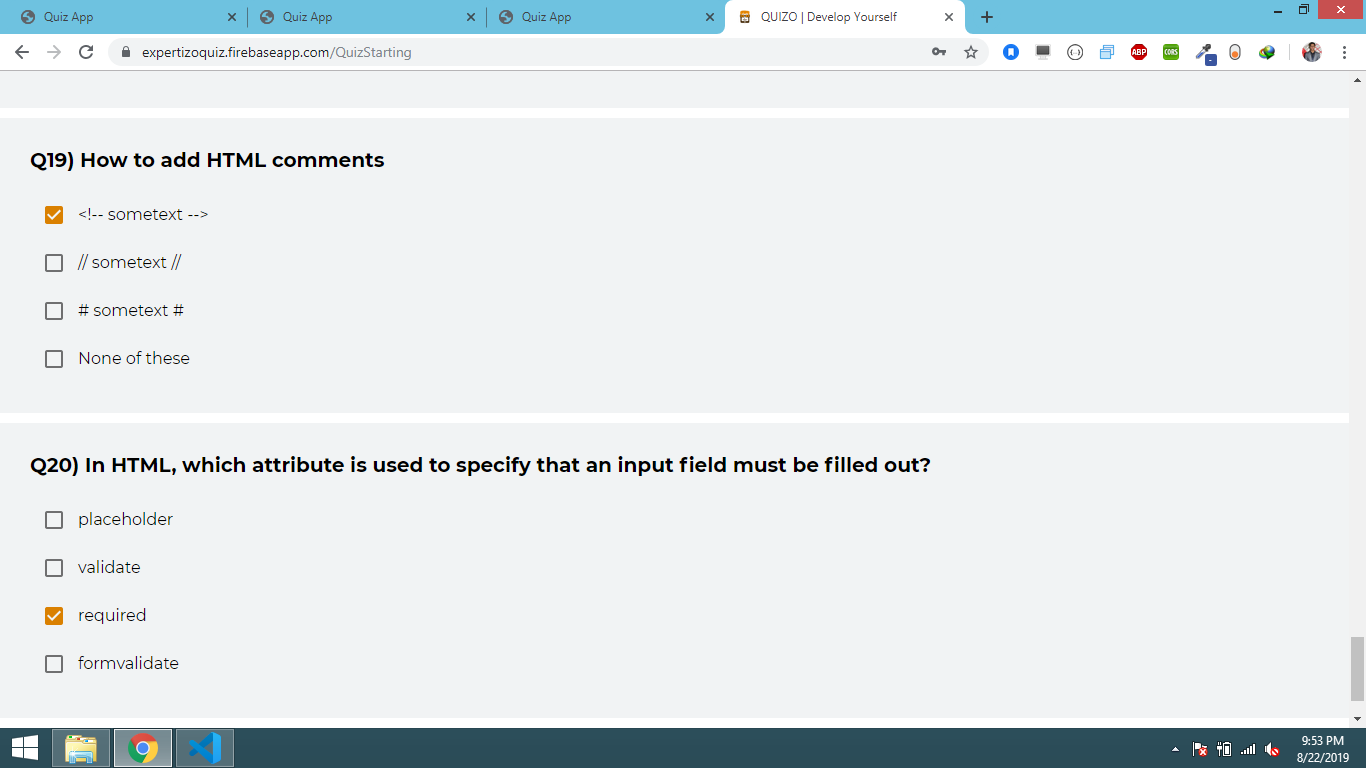 Quiz App
Quiz App
Quiz App
QUIZO | Develop Yourself
expertizoquiz.firebaseapp.com/QuizStarting
ABP
CORS
Q19) How to add HTML comments
<!-- sometext -->
// sometext //
# sometext #
None of these
Q20) In HTML, which attribute is used to specify that an input field must be filled out?
placeholder
validate
required
formvalidate
9:53 PM
8/22/2019